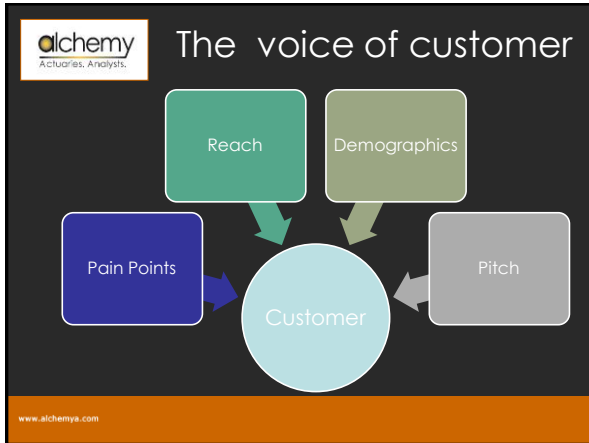 alchemy
Actuaries. Analysts.
The voice of customer
Reach
Demographics
Pain Points
Pitch
Customer
www.alchemya.com